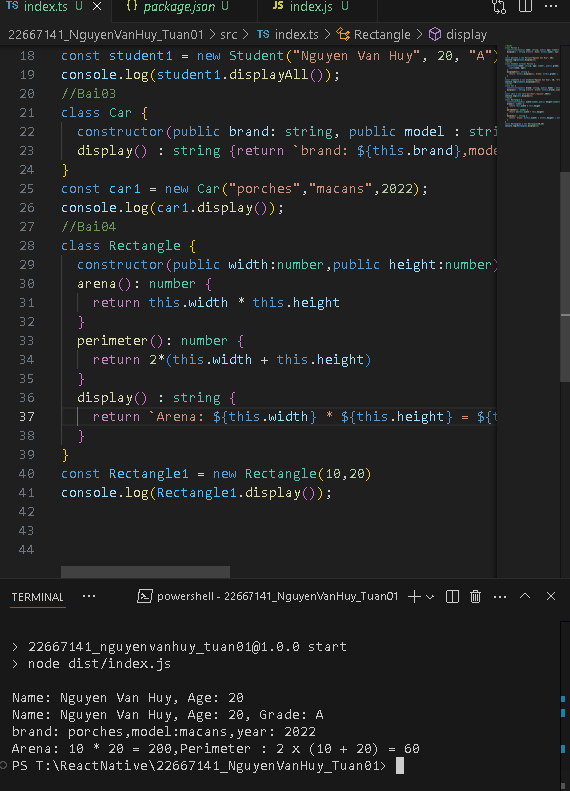 TS index.ts U × {} package.json U JS index.js U ···
22667141_NguyenVanHuy_Tuan01 > src > TS index.ts > Rectangle > display
18 const student1 = new Student("Nguyen Van Huy", 20, "A")
19 console.log(student1.displayAll());
20 //Bai03
21 class Car {
22 constructor(public brand: string, public model : stri
23 display() : string {return `brand: ${this.brand},mode
24 }
25 const car1 = new Car("porches","macans",2022);
26 console.log(car1.display());
27 //Bai04
28 class Rectangle {
29 constructor(public width:number,public height:number)
30 arena(): number {
31 return this.width * this.height
32 }
33 perimeter(): number {
34 return 2*(this.width + this.height)
35 }
36 display() : string {
37 return `Arena: ${this.width} * ${this.height} = ${t
38 }
39 }
40 const Rectangle1 = new Rectangle(10,20)
41 console.log(Rectangle1.display());
42
43
44
TERMINAL ··· powershell - 22667141_NguyenVanHuy_Tuan01 + ···
> 22667141_nguyenvanhuy_tuan01@1.0.0 start
> node dist/index.js
Name: Nguyen Van Huy, Age: 20
Name: Nguyen Van Huy, Age: 20, Grade: A
brand: porches,model:macans,year: 2022
Arena: 10 * 20 = 200,Perimeter : 2 x (10 + 20) = 60
PS T:\ReactNative\22667141_NguyenVanHuy_Tuan01>